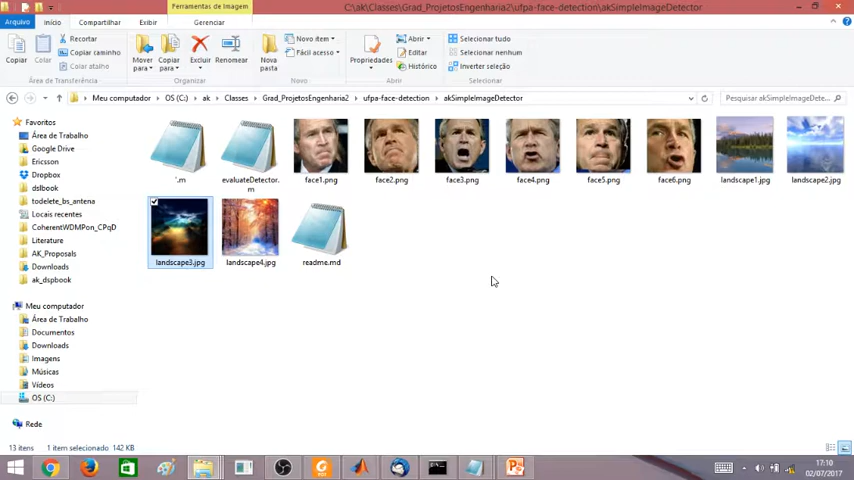 Ferramentas de Imagem
C:\ak\Classes\Grad_ProjetosEngenharia2\ufpa-face-detection\akSimpleImageDetector
Arquivo
Início
Compartilhar
Exibir
Gerenciar
Copiar
Colar
Recortar
Copiar caminho
Colar atalho
Área de Transferência
Mover para
Copiar para
Excluir
Renomear
Organizar
Nova pasta
Novo item
Fácil acesso
Novo
Propriedades
Abrir
Editar
Histórico
Abrir
Selecionar tudo
Selecionar nenhum
Inverter seleção
Selecionar
Meu computador
OS (C:)
ak
Classes
Grad_ProjetosEngenharia2
ufpa-face-detection
akSimpleImageDetector
Pesquisar akSimpleImageDete...
Favoritos
Área de Trabalho
Google Drive
Ericsson
Dropbox
dslbook
todelete_bs_antena
Locais recentes
CoherentWDMPon_CPqD
Literature
AK_Proposals
Downloads
ak_dspbook
Meu computador
Área de Trabalho
Documentos
Downloads
Imagens
Músicas
Vídeos
OS (C:)
Rede
'.m
evaluateDetector.
m
face1.png
face2.png
face3.png
face4.png
face5.png
face6.png
landscape1.jpg
landscape2.jpg
landscape3.jpg
landscape4.jpg
readme.md
13 itens
1 item selecionado 142 KB
17:10
02/07/2017